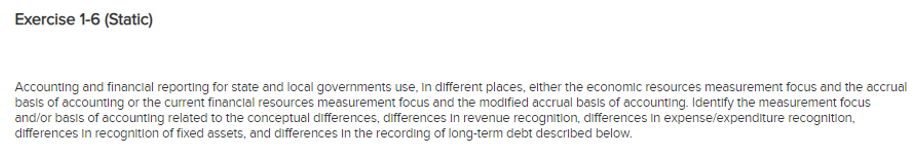 Exercise 1-6 (Static)
Accounting and financial reporting for state and local governments use, in different places, either the economic resources measurement focus and the accrual
basis of accounting or the current financial resources measurement focus and the modified accrual basis of accounting. Identify the measurement focus
and/or basis of accounting related to the conceptual differences, differences in revenue recognition, differences in expense/expenditure recognition,
differences in recognition of fixed assets, and differences in the recording of long-term debt described below.